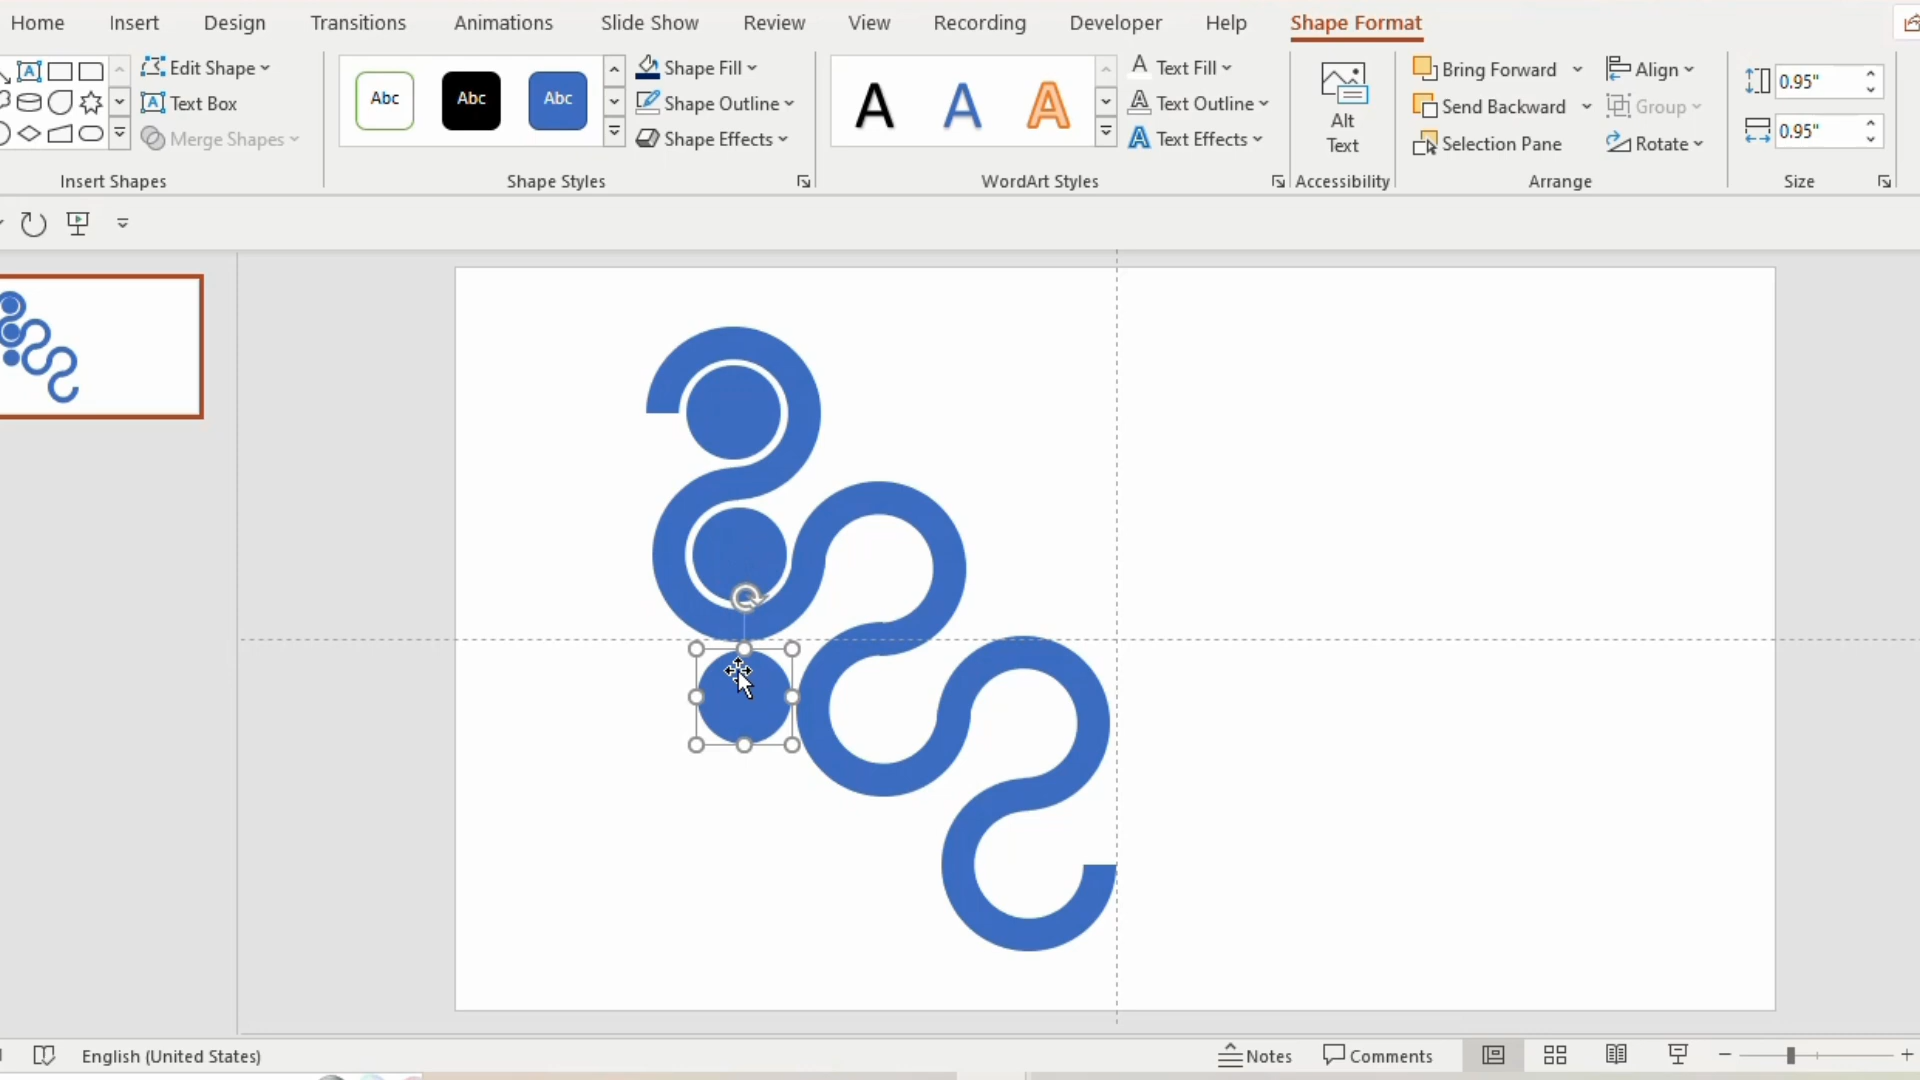 Home Insert Design Transitions Animations Slide Show Review View Recording Developer Help Shape Format
Edit Shape
Text Box
Merge Shapes
Insert Shapes
Abc Abc Abc
Shape Fill
Shape Outline
Shape Effects
Shape Styles
A A A
Text Fill
Text Outline
Text Effects
WordArt Styles
Alt
Text
Accessibility
Bring Forward
Send Backward
Selection Pane
Align
Group
Rotate
Arrange
0.95"
0.95"
Size
English (United States)
Notes Comments